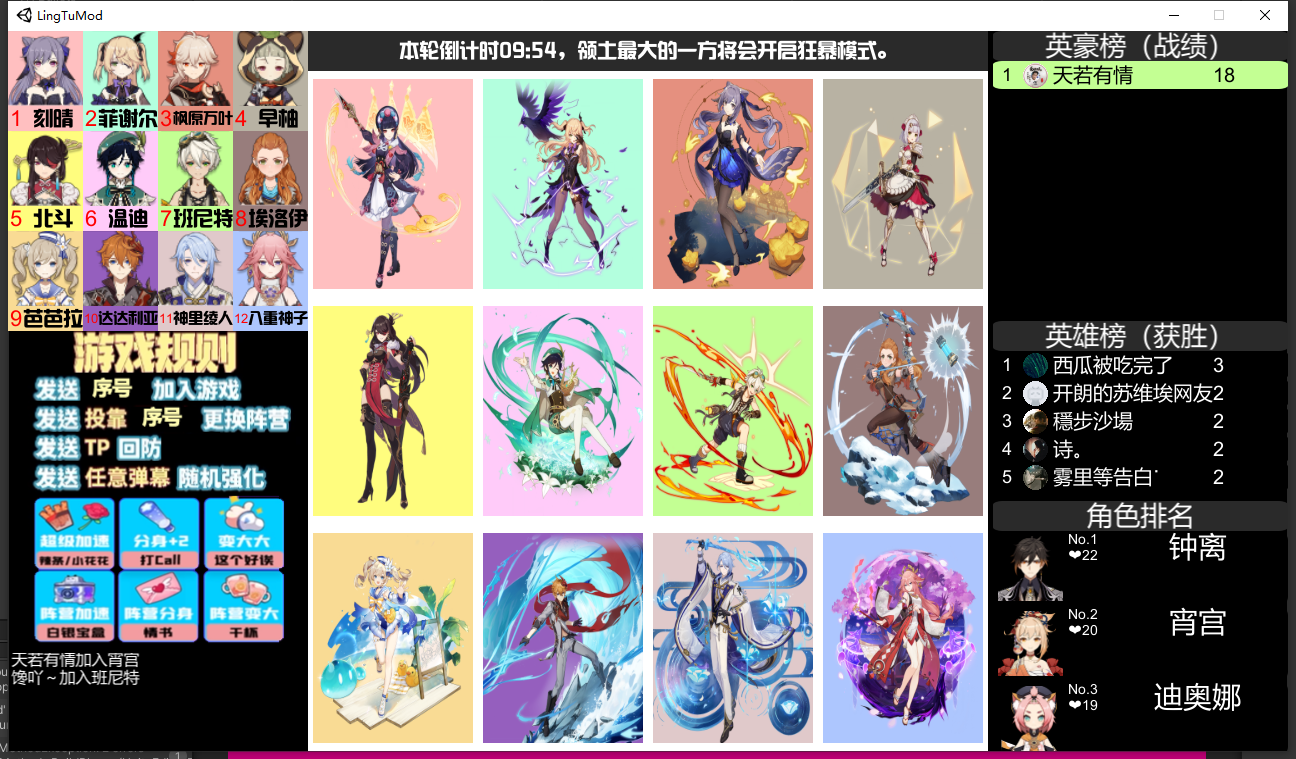 LingTuMod
本轮倒计时09:54，领土最大的一方将会开启狂暴模式。
1 刻晴
2 菲谢尔
3 枫原万叶
4 早柚
5 北斗
6 温迪
7 班尼特
8 埃洛伊
9 芭芭拉
10 达达利亚
11 神里绫人
12 八重神子
游戏规则
发送 序号 加入游戏
发送 投靠 序号 更换阵营
发送 TP 回防
发送 任意弹幕 随机强化
超级加速 分身+2 变大大
辣条/小花花 打Call 这个好诶
阵营加速 阵营分身 阵营变大
白银宝盒 情书 干杯
天若有情加入宵宫
馋吖～加入班尼特
英豪榜（战绩）
1 天若有情 18
英雄榜（获胜）
1 西瓜被吃完了 3
2 开朗的苏维埃网友 2
3 穩步沙場 2
4 诗。 2
5 雾里等告白 2
角色排名
No.1 钟离
❤22
No.2 宵宫
❤20
No.3 迪奥娜
❤19